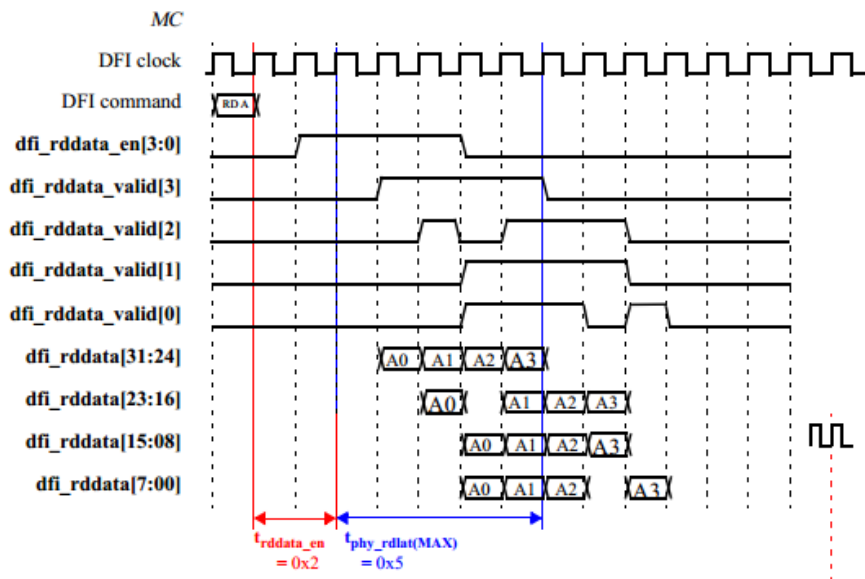 MC
DFI clock
DFI command RD A
dfi_rddata_en[3:0]
dfi_rddata_valid[3]
dfi_rddata_valid[2]
dfi_rddata_valid[1]
dfi_rddata_valid[0]
dfi_rddata[31:24] A0 A1 A2 A3
dfi_rddata[23:16] A0 A1 A2 A3
dfi_rddata[15:08] A0 A1 A2 A3
dfi_rddata[7:00] A0 A1 A2 A3
trddata_en tphy_rdlat(MAX)
= 0x2 = 0x5